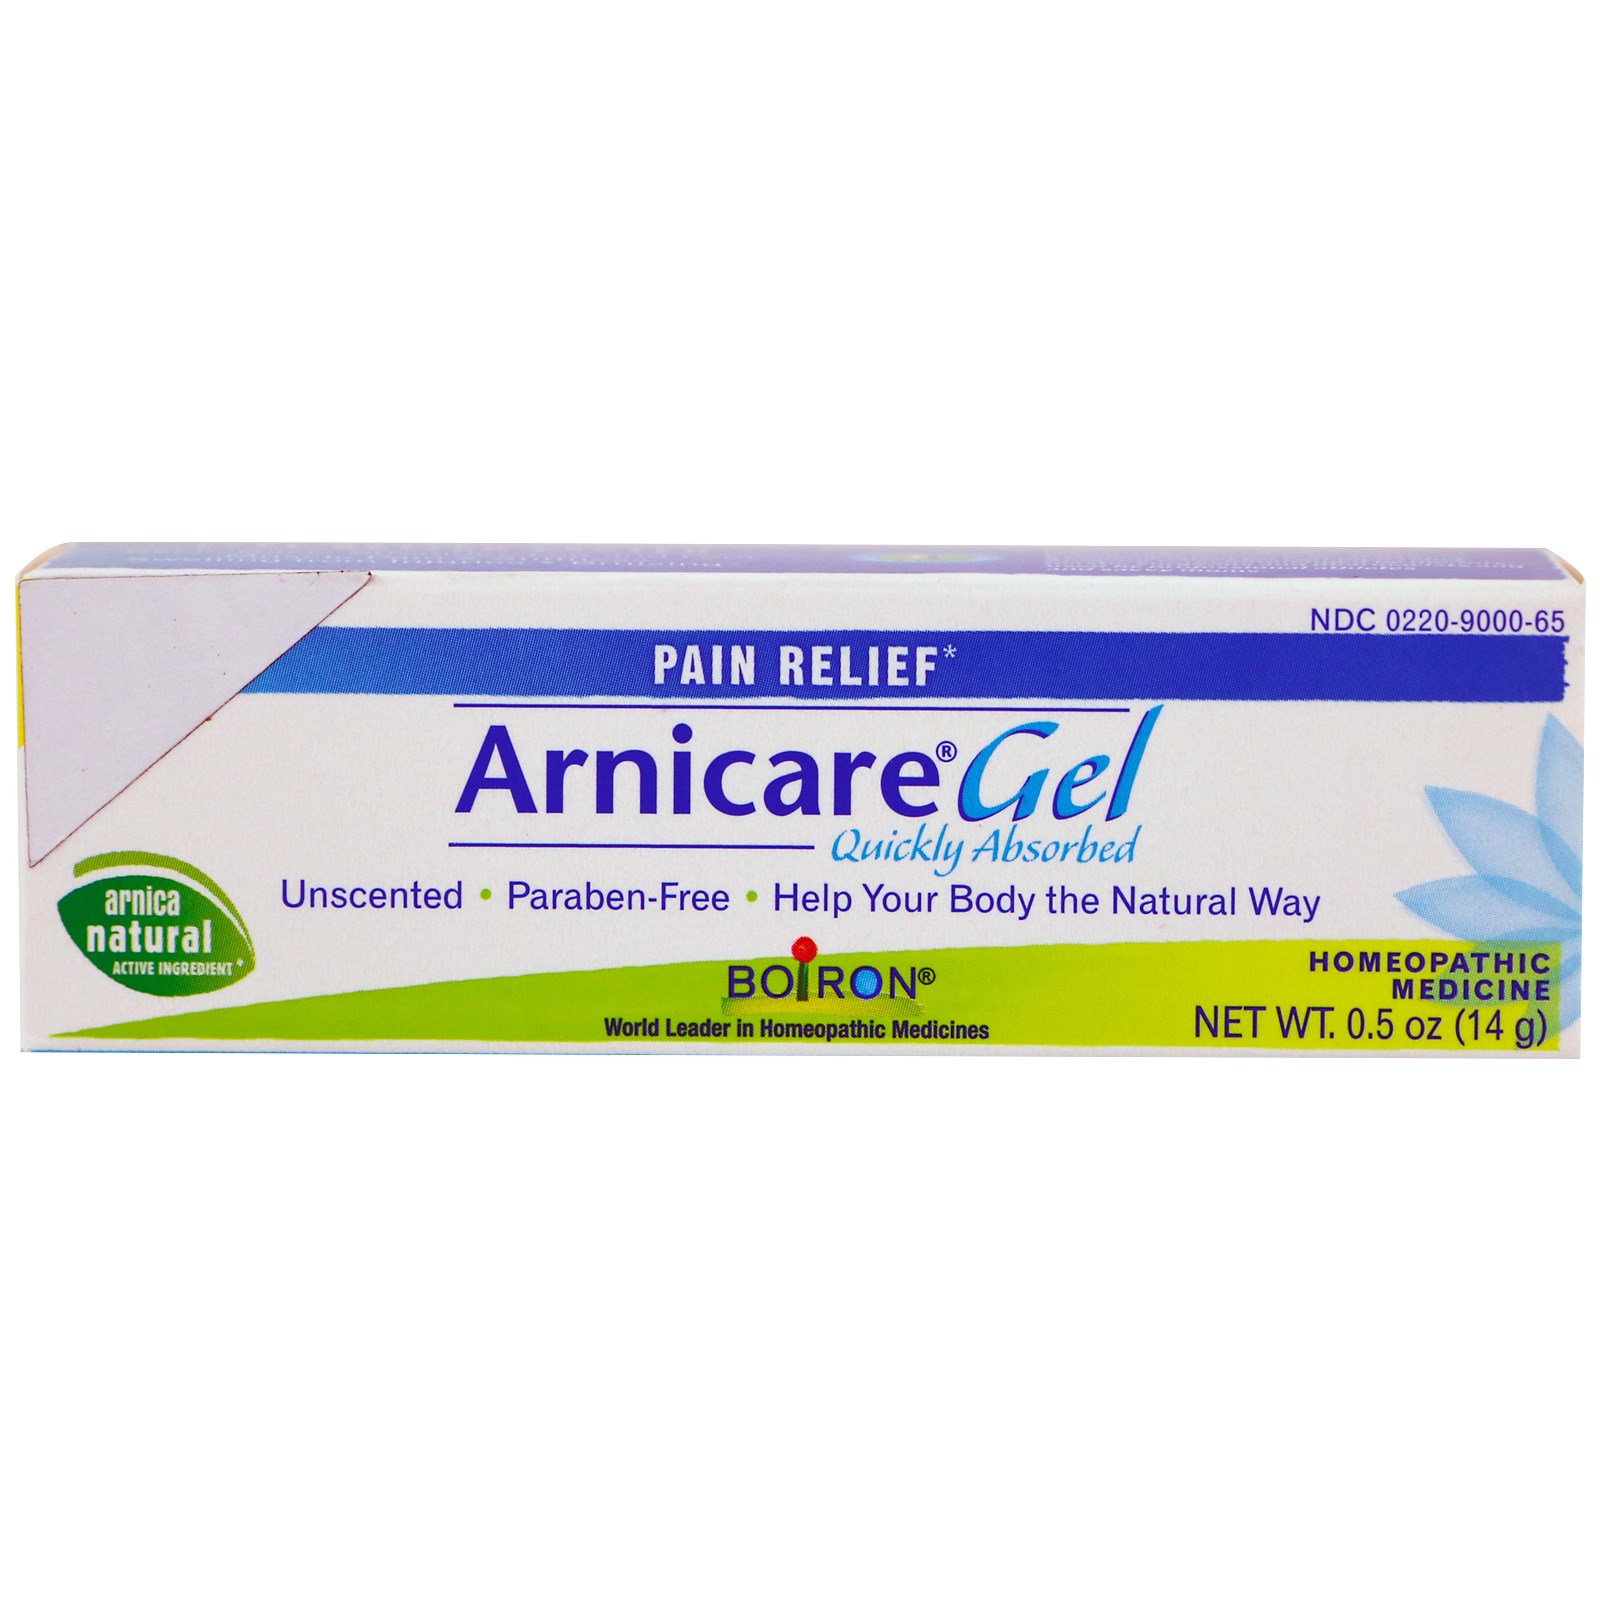 NDC 0220-9000-65
PAIN RELIEF*
Arnicare® Gel
Quickly Absorbed
Unscented • Paraben-Free • Help Your Body the Natural Way
arnica
natural
ACTIVE INGREDIENT*
BOIRON®
World Leader in Homeopathic Medicines
HOMEOPATHIC
MEDICINE
NET WT. 0.5 oz (14 g)